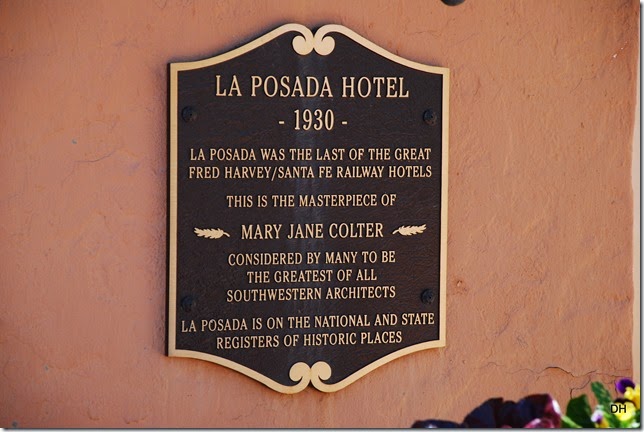 LA POSADA HOTEL
- 1930 -
LA POSADA WAS THE LAST OF THE GREAT
FRED HARVEY/SANTA FE RAILWAY HOTELS
THIS IS THE MASTERPIECE OF
MARY JANE COLTER
CONSIDERED BY MANY TO BE
THE GREATEST OF ALL
SOUTHWESTERN ARCHITECTS
LA POSADA IS ON THE NATIONAL AND STATE
REGISTERS OF HISTORIC PLACES
DH